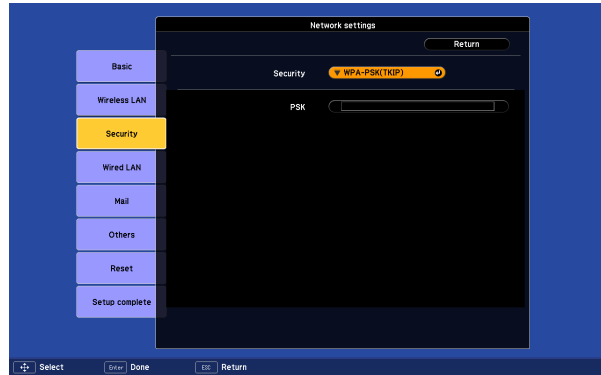 Network settings
Return
Basic
Security WPA-PSK(TKIP)
Wireless LAN
PSK
Security
Wired LAN
Mail
Others
Reset
Setup complete
Select Enter Done ESC Return